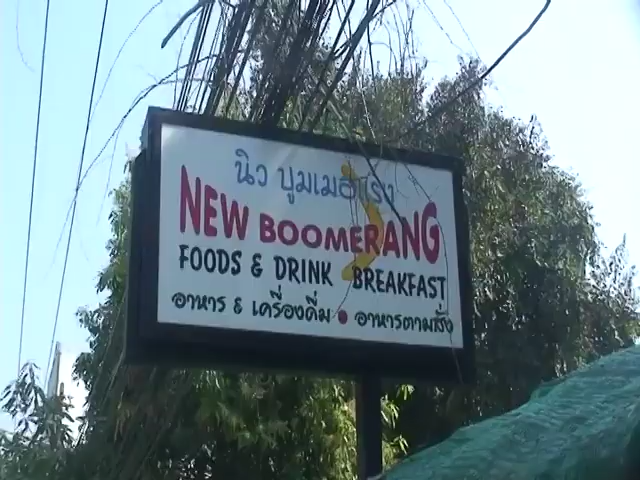 นิว บูมเมอแรง
NEW BOOMERANG
FOODS & DRINK BREAKFAST
อาหาร & เครื่องดื่ม • อาหารตามสั่ง